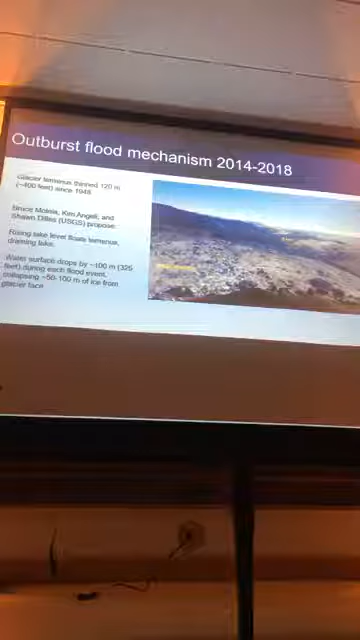 Outburst flood mechanism 2014-2018
Glacier terminus thinned 120 m
(~400 feet) since 1948
Bruce Molnia, Kim Angeli, and
Shawn Dilles (USGS) propose:
Rising lake level floats terminus,
draining lake.
Water surface drops by ~100 m (325
feet) during each flood event,
collapsing ~50-100 m of ice from
glacier face